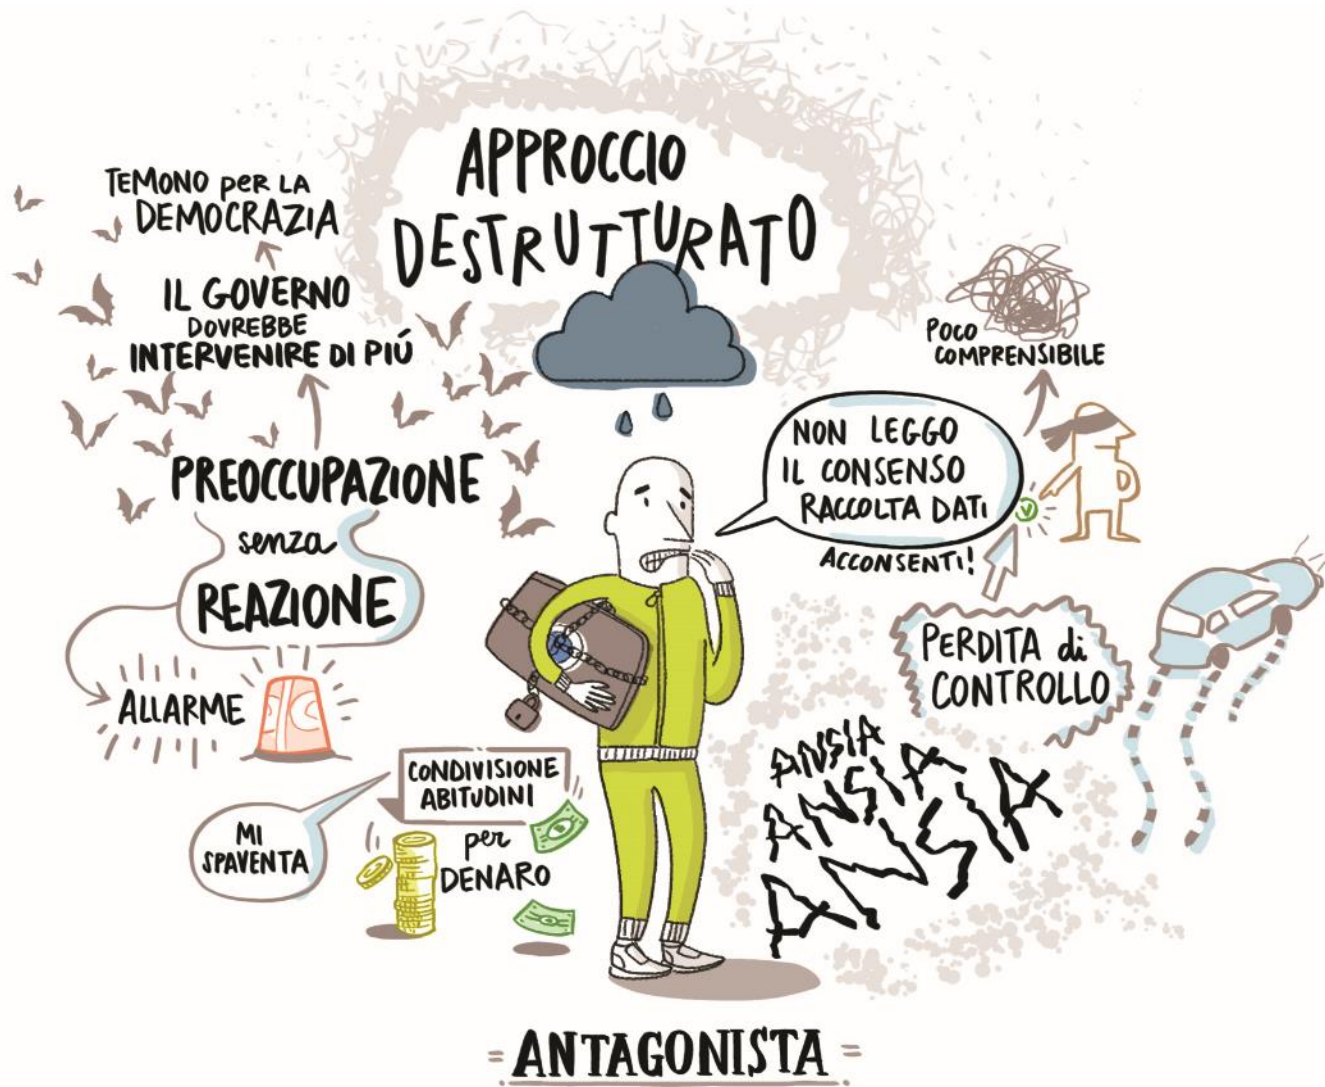 APPROCCIO
DESTRUTTURATO
TEMONO per LA
DEMOCRAZIA
IL GOVERNO
DOVREBBE
INTERVENIRE DI PIÚ
PREOCCUPAZIONE
senza
REAZIONE
ALLARME
CONDIVISIONE
ABITUDINI
per
DENARO
MI
SPAVENTA
POCO
COMPRENSIBILE
NON LEGGO
IL CONSENSO
RACCOLTA DATI
V
ACCONSENTI!
PERDITA di
CONTROLLO
ANSIA
ANSIA
ANSIA
= ANTAGONISTA =